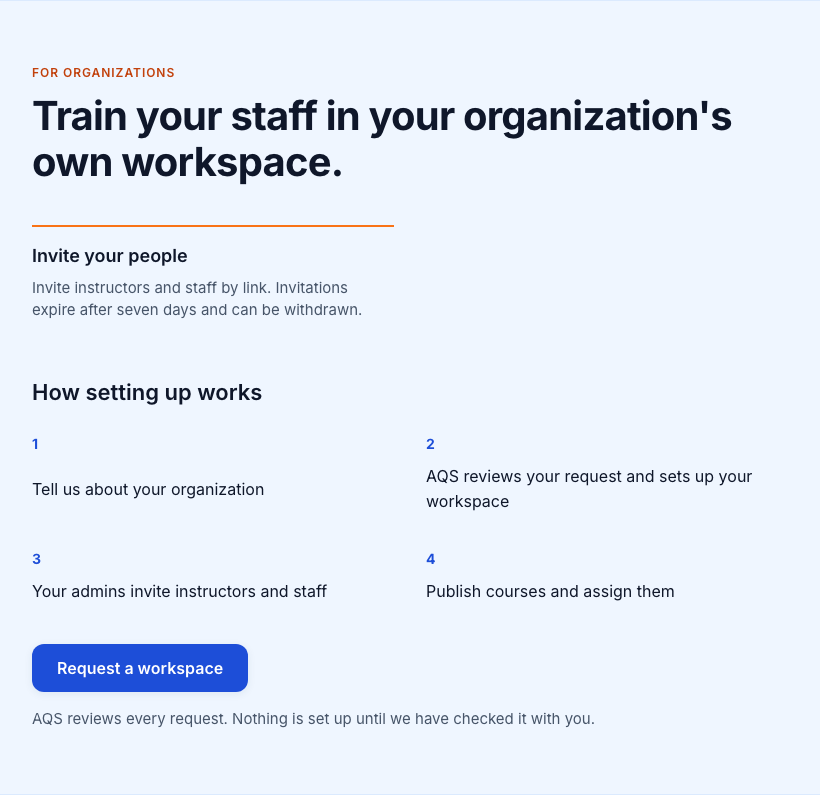 FOR ORGANIZATIONS
Train your staff in your organization's
own workspace.
Invite your people
Invite instructors and staff by link. Invitations
expire after seven days and can be withdrawn.
How setting up works
1
Tell us about your organization
2
AQS reviews your request and sets up your
workspace
3
Your admins invite instructors and staff
4
Publish courses and assign them
Request a workspace
AQS reviews every request. Nothing is set up until we have checked it with you.